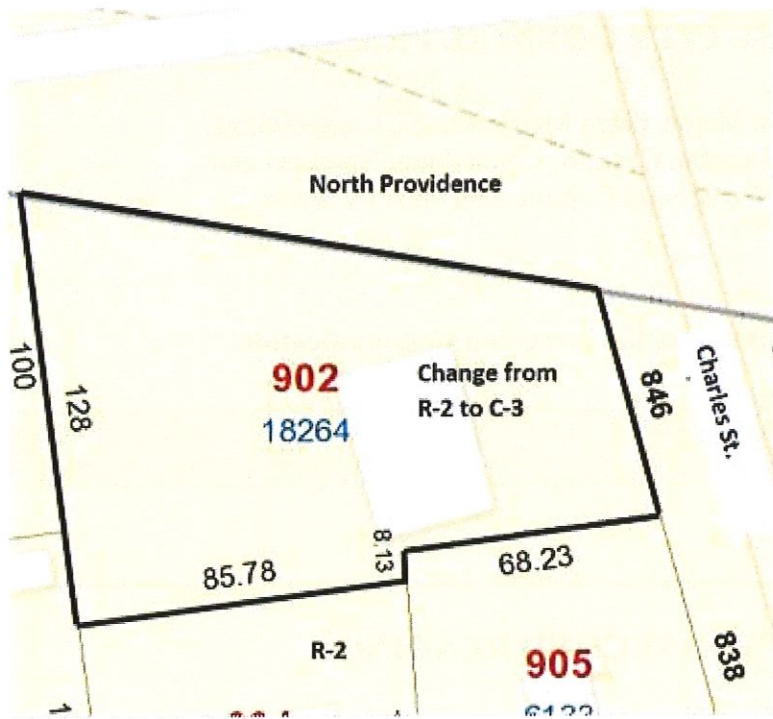 North Providence
100
128
902
18264
Change from
R-2 to C-3
846
Charles St.
8.13
85.78
68.23
R-2
905
838